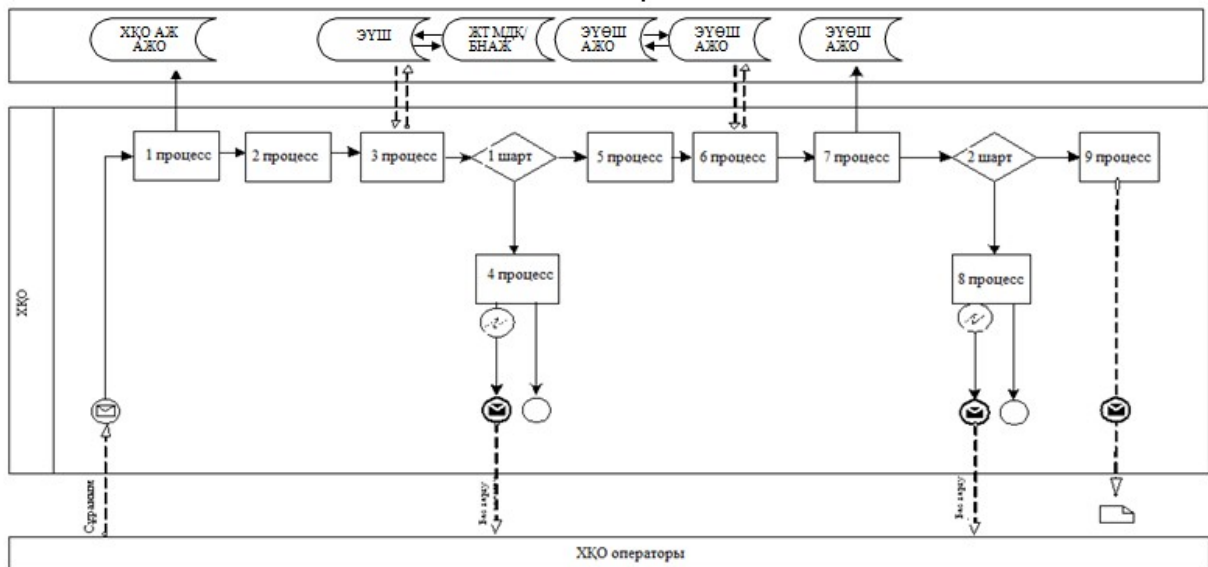 ХҚО АЖ
АЖО
ЭҮШ
ЖТ МДҚ/
БНАЖ
ЭҮӨШ
АЖО
ЭҮӨШ
АЖО
ЭҮӨШ
АЖО
1 процесс
2 процесс
3 процесс
1 шарт
5 процесс
6 процесс
7 процесс
2 шарт
9 процесс
4 процесс
8 процесс
ХҚО
Сұраным
Бас тарту
Бас тарту
ХҚО операторы